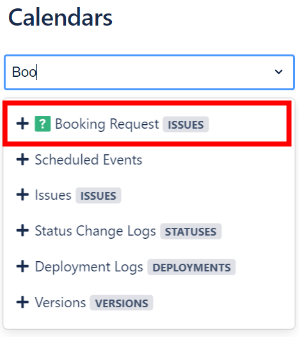 Calendars
Boo
+ ? Booking Request ISSUES
+ Scheduled Events
+ Issues ISSUES
+ Status Change Logs STATUSES
+ Deployment Logs DEPLOYMENTS
+ Versions VERSIONS